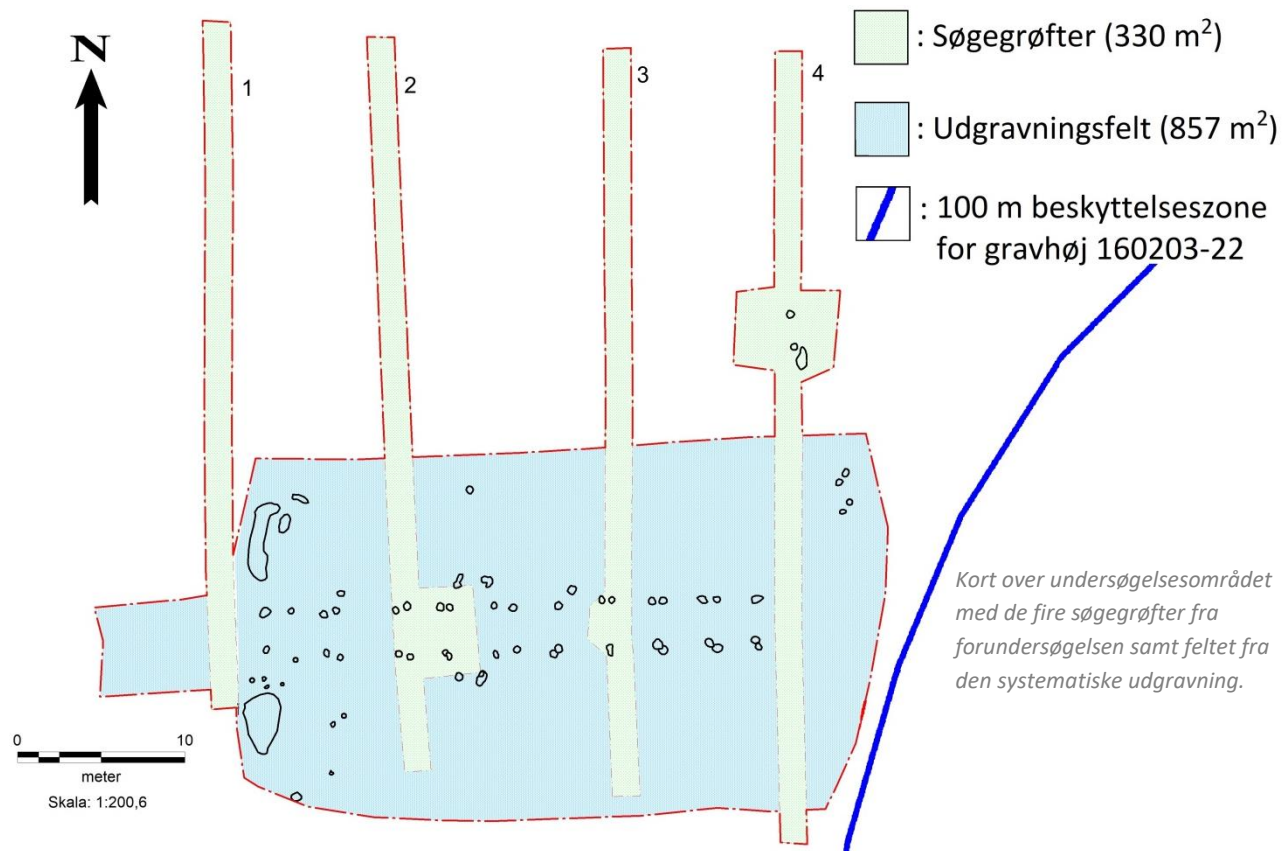 N
1
2
3
4
: Søgegrøfter (330 m²)
: Udgravningsfelt (857 m²)
: 100 m beskyttelseszone
for gravhøj 160203-22
Kort over undersøgelsesområdet
med de fire søgegrøfter fra
forundersøgelsen samt feltet fra
den systematiske udgravning.
0 10
meter
Skala: 1:200,6